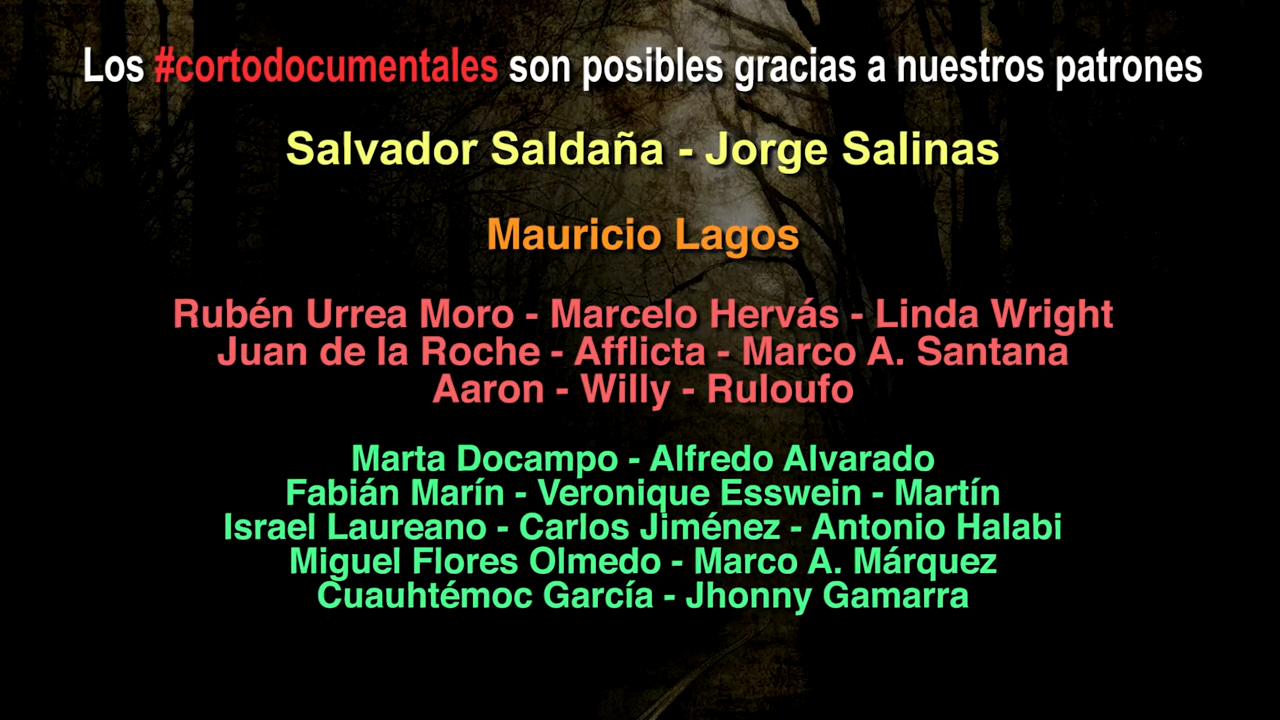 Los #cortodocumentales son posibles gracias a nuestros patrones
Salvador Saldaña - Jorge Salinas
Mauricio Lagos
Rubén Urrea Moro - Marcelo Hervás - Linda Wright
Juan de la Roche - Afflicta - Marco A. Santana
Aaron - Willy - Ruloufo
Marta Docampo - Alfredo Alvarado
Fabián Marín - Veronique Esswein - Martín
Israel Laureano - Carlos Jiménez - Antonio Halabi
Miguel Flores Olmedo - Marco A. Márquez
Cuauhtémoc García - Jhonny Gamarra